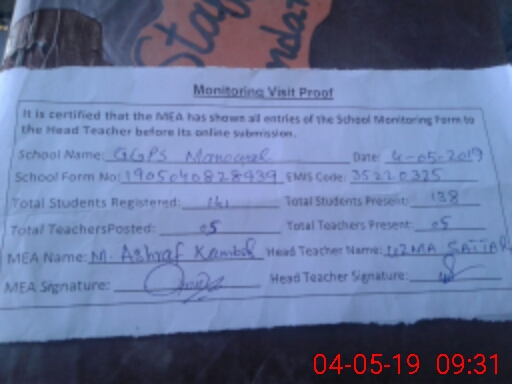 Monitoring Visit Proof
It is certified that the MEA has shown all entries of the School Monitoring Form to
the Head Teacher before its online submission.
School Name: GGPS Date: 4-05-2019
School Form No: 1905040828939 EMIS Code: 35220325
Total Students Registered: 141 Total Students Present: 138
Total TeachersPosted: 05 Total Teachers Present: 05
MEA Name: M. Ashraf Kamboh Head Teacher Name: UZMA SATTAR
MEA Signature: Head Teacher Signature:
04-05-19 09:31